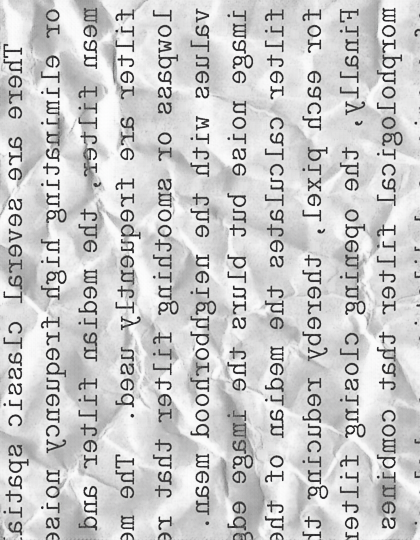 There are several classic spatial
or eliminating high frequency noise
mean filter, the median filter and
filter are frequently used. The me
lowpass or smoothing filter that r
values with the neighborhood mean.
image noise but blurs the image edge
filter calculates the median of the
for each pixel, thereby reducing th
Finally, the opening closing filter
morphological filter that combines